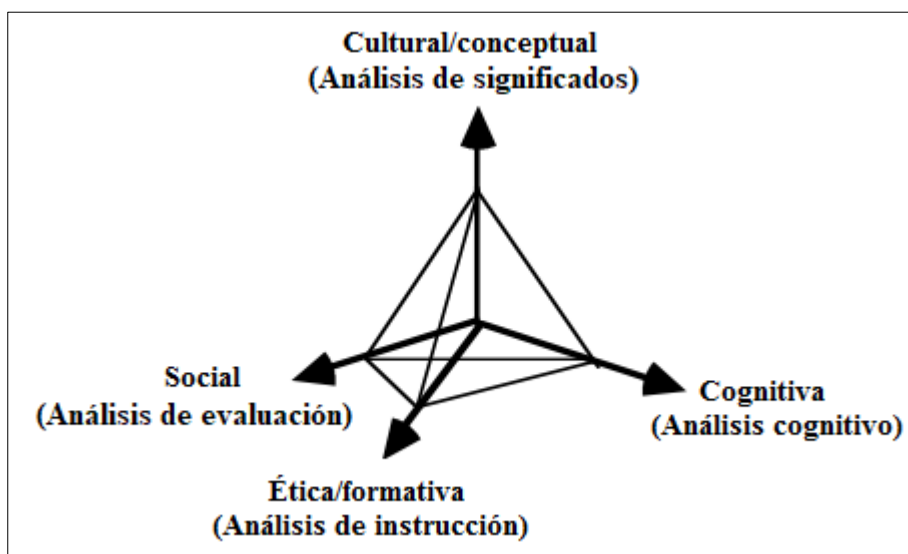 Cultural/conceptual
(Análisis de significados)
Social
(Análisis de evaluación)
Cognitiva
(Análisis cognitivo)
Ética/formativa
(Análisis de instrucción)